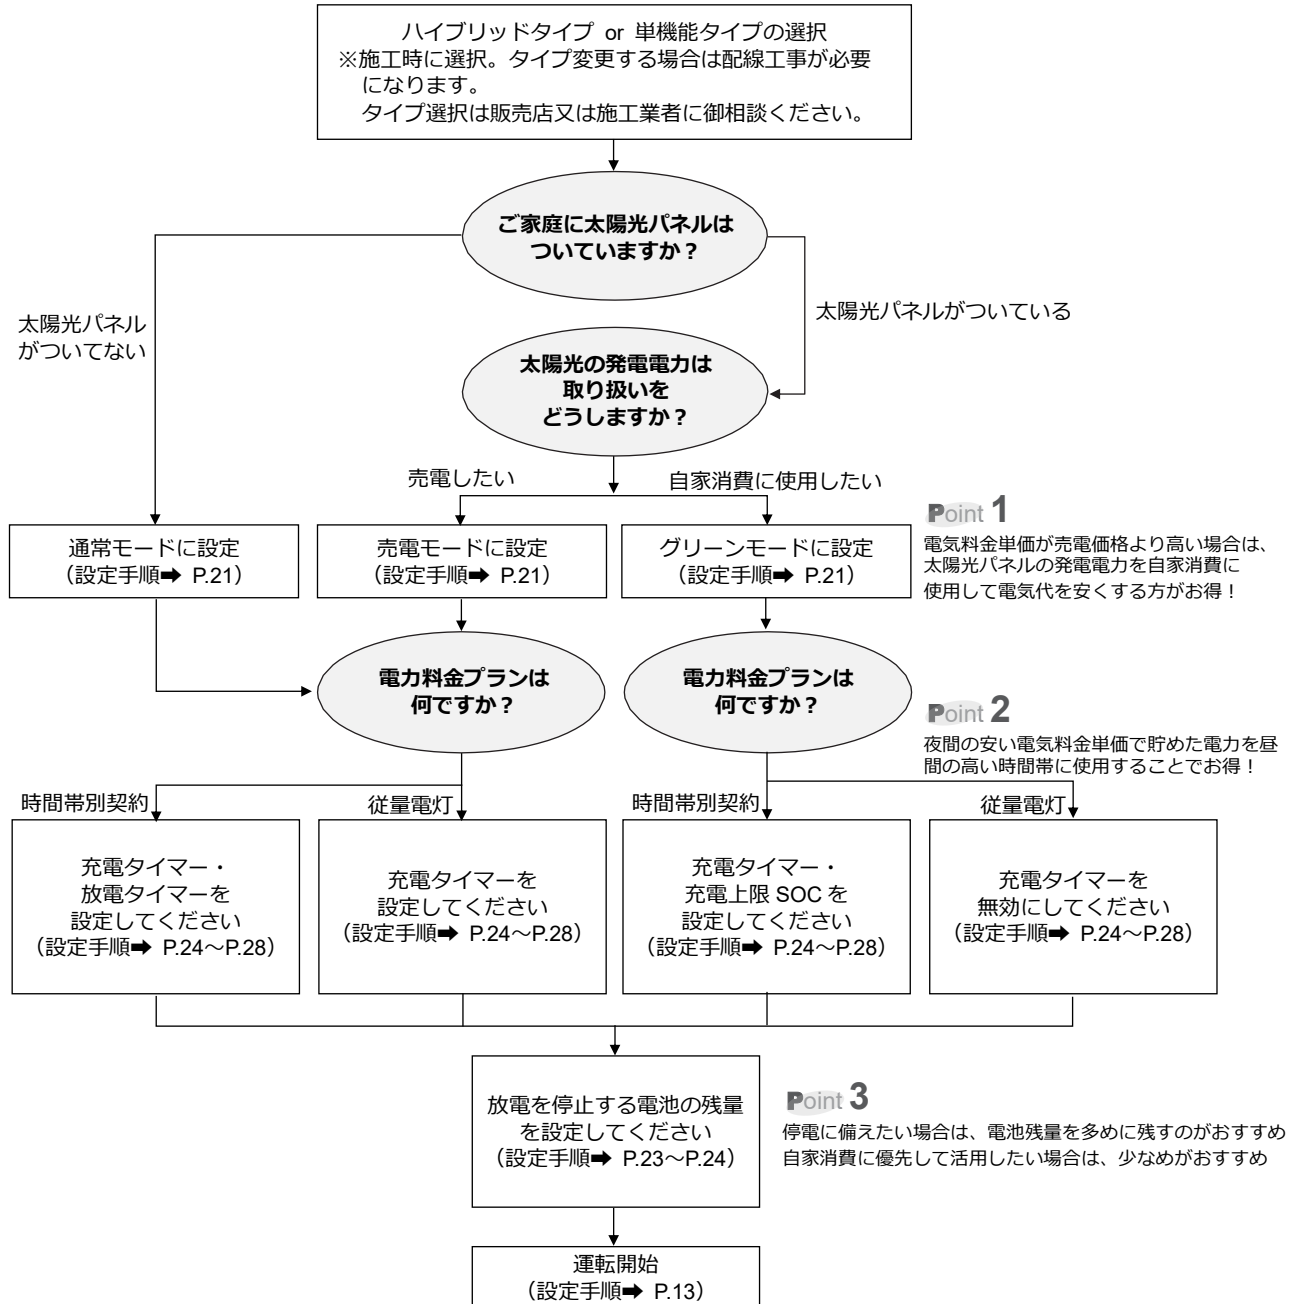 ハイブリッドタイプ or 単機能タイプの選択
※施工時に選択。タイプ変更する場合は配線工事が必要
になります。
タイプ選択は販売店又は施工業者に御相談ください。
ご家庭に太陽光パネルは
ついていますか？
太陽光パネル
がついてない
太陽光パネルがついている
太陽光の発電電力は
取り扱いを
どうしますか？
売電したい
自家消費に使用したい
通常モードに設定
（設定手順➡ P.21）
売電モードに設定
（設定手順➡ P.21）
グリーンモードに設定
（設定手順➡ P.21）
Point 1
電気料金単価が売電価格より高い場合は、
太陽光パネルの発電電力を自家消費に
使用して電気代を安くする方がお得！
電力料金プランは
何ですか？
電力料金プランは
何ですか？
Point 2
夜間の安い電気料金単価で貯めた電力を昼
間の高い時間帯に使用することでお得！
時間帯別契約
従量電灯
時間帯別契約
従量電灯
充電タイマー・
放電タイマーを
設定してください
（設定手順➡ P.24～P.28）
充電タイマーを
設定してください
（設定手順➡ P.24～P.28）
充電タイマー・
充電上限 SOC を
設定してください
（設定手順➡ P.24～P.28）
充電タイマーを
無効にしてください
（設定手順➡ P.24～P.28）
放電を停止する電池の残量
を設定してください
（設定手順➡ P.23～P.24）
Point 3
停電に備えたい場合は、電池残量を多めに残すのがおすすめ
自家消費に優先して活用したい場合は、少なめがおすすめ
運転開始
（設定手順➡ P.13）